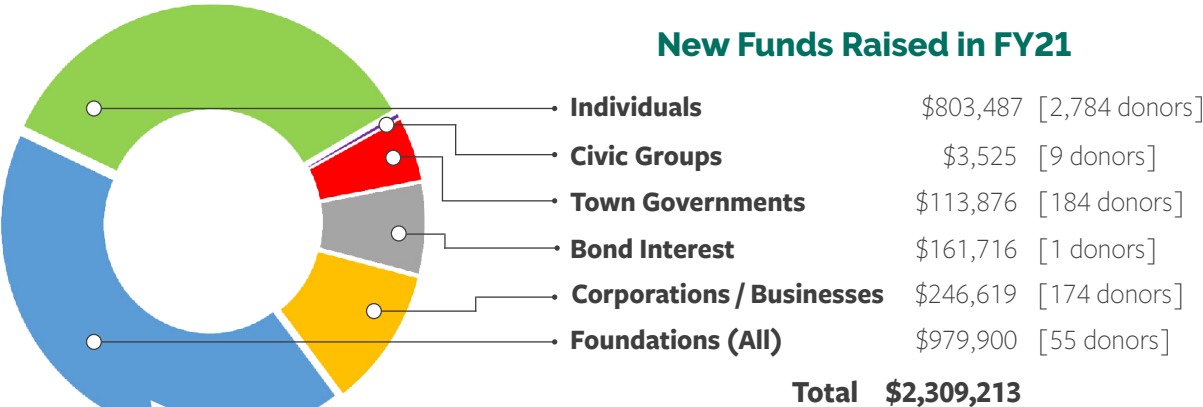 New Funds Raised in FY21
Individuals $803,487 [2,784 donors]
Civic Groups $3,525 [9 donors]
Town Governments $113,876 [184 donors]
Bond Interest $161,716 [1 donors]
Corporations / Businesses $246,619 [174 donors]
Foundations (All) $979,900 [55 donors]
Total $2,309,213